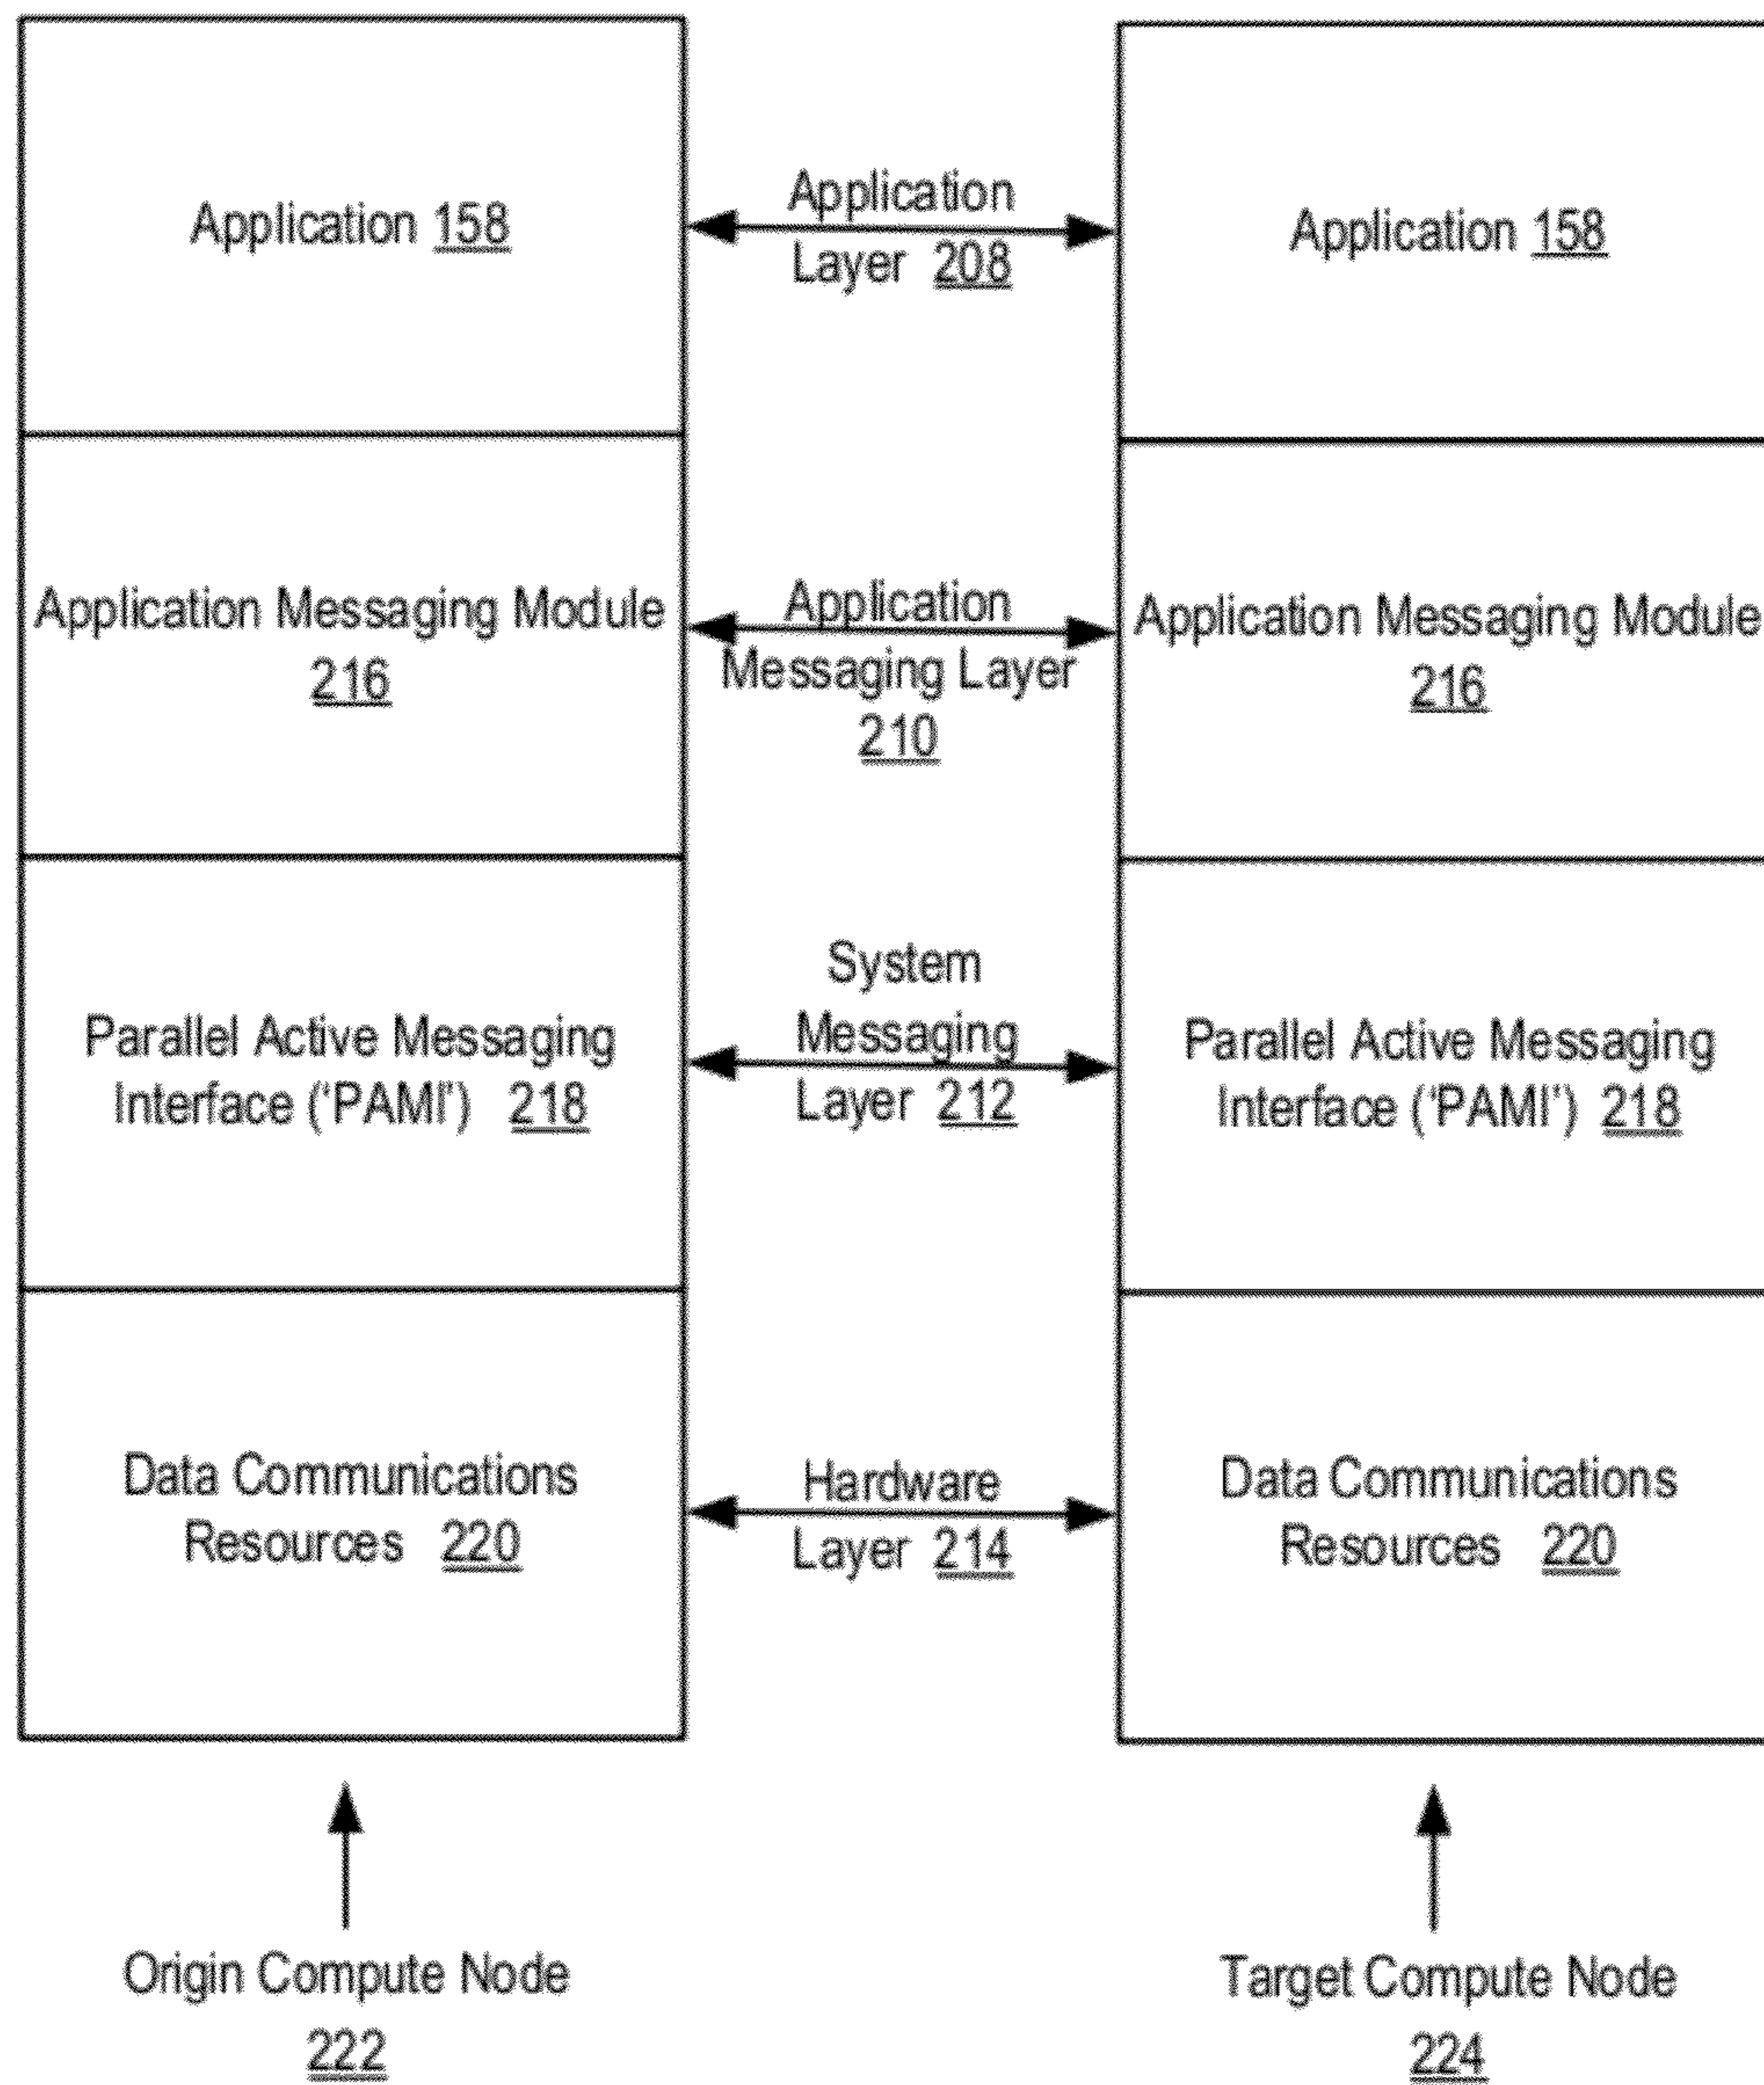 Application 158
Application
Layer 208
Application 158
Application Messaging Module
216
Application
Messaging Layer
210
Application Messaging Module
216
Parallel Active Messaging
Interface (‘PAMI’) 218
System
Messaging
Layer 212
Parallel Active Messaging
Interface (‘PAMI’) 218
Data Communications
Resources 220
Hardware
Layer 214
Data Communications
Resources 220
Origin Compute Node
222
Target Compute Node
224